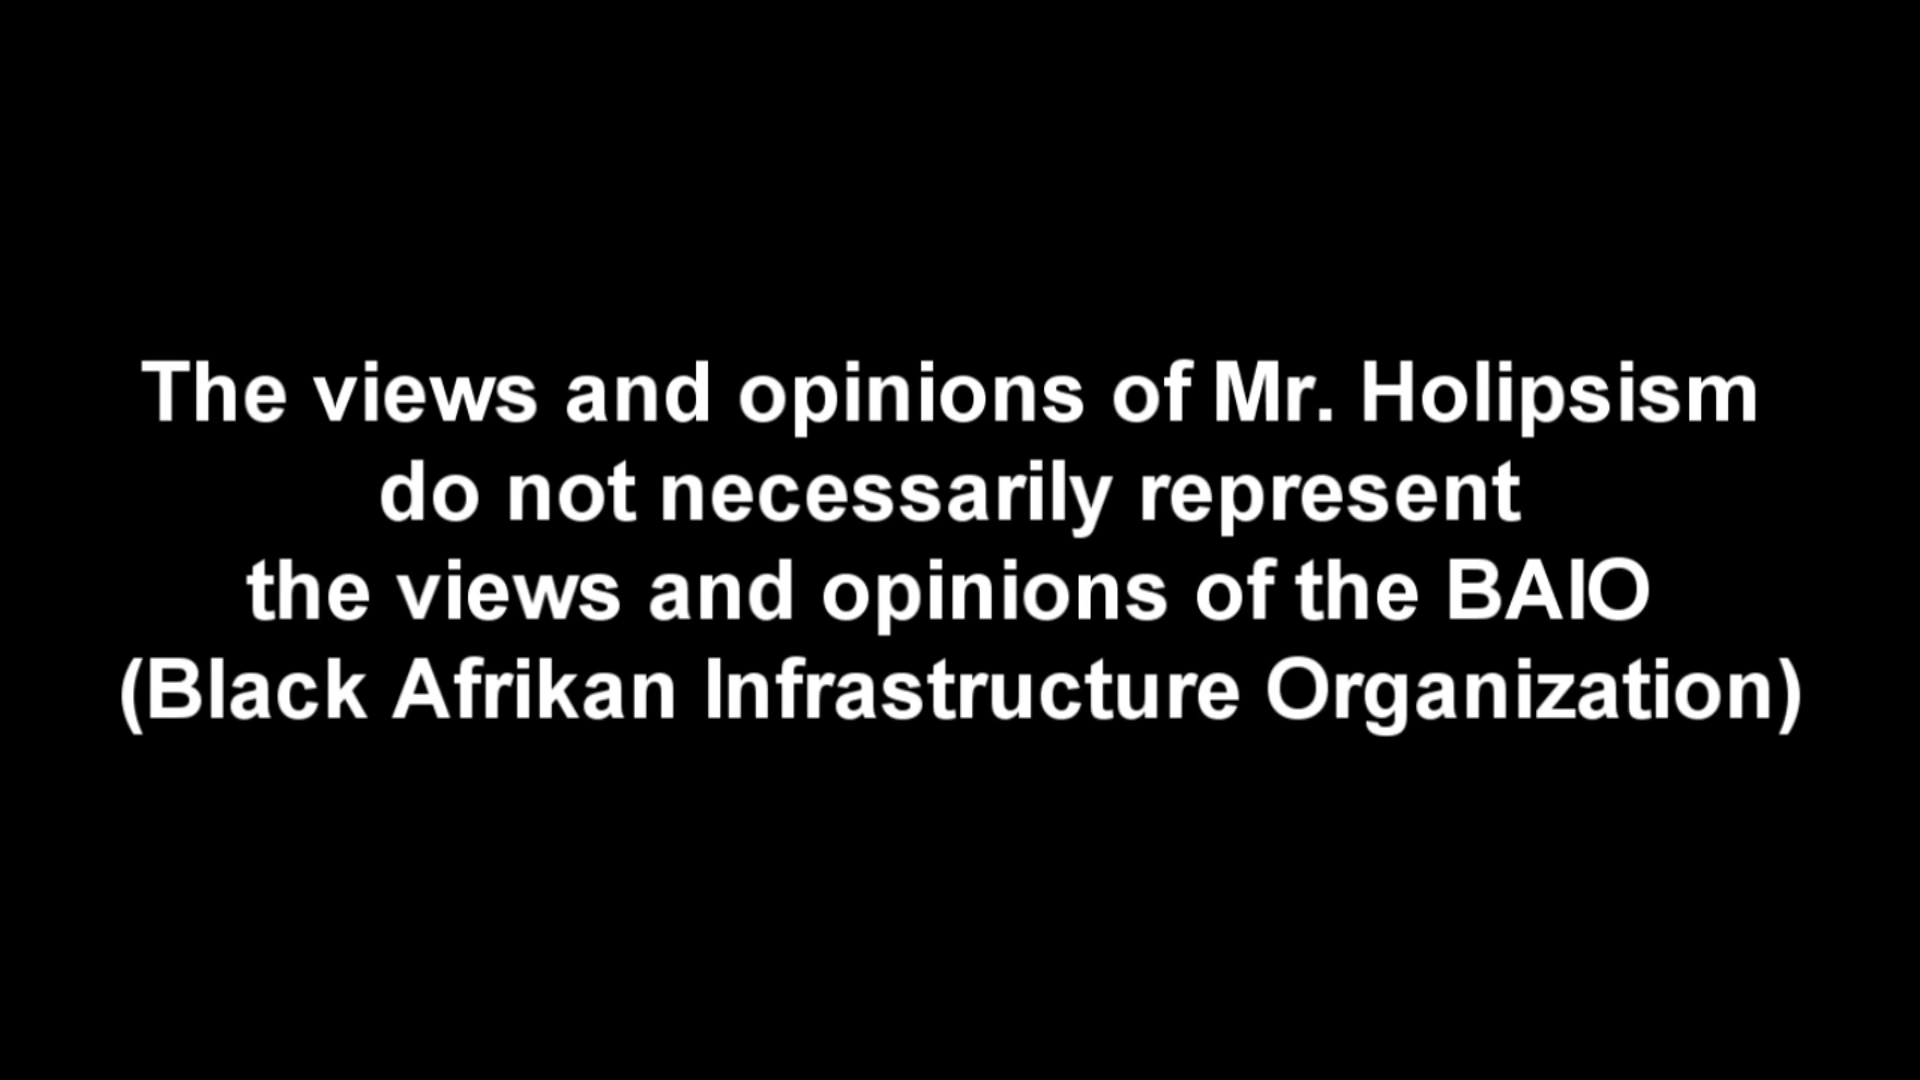 The views and opinions of Mr. Holipsism
do not necessarily represent
the views and opinions of the BAIO
(Black Afrikan Infrastructure Organization)